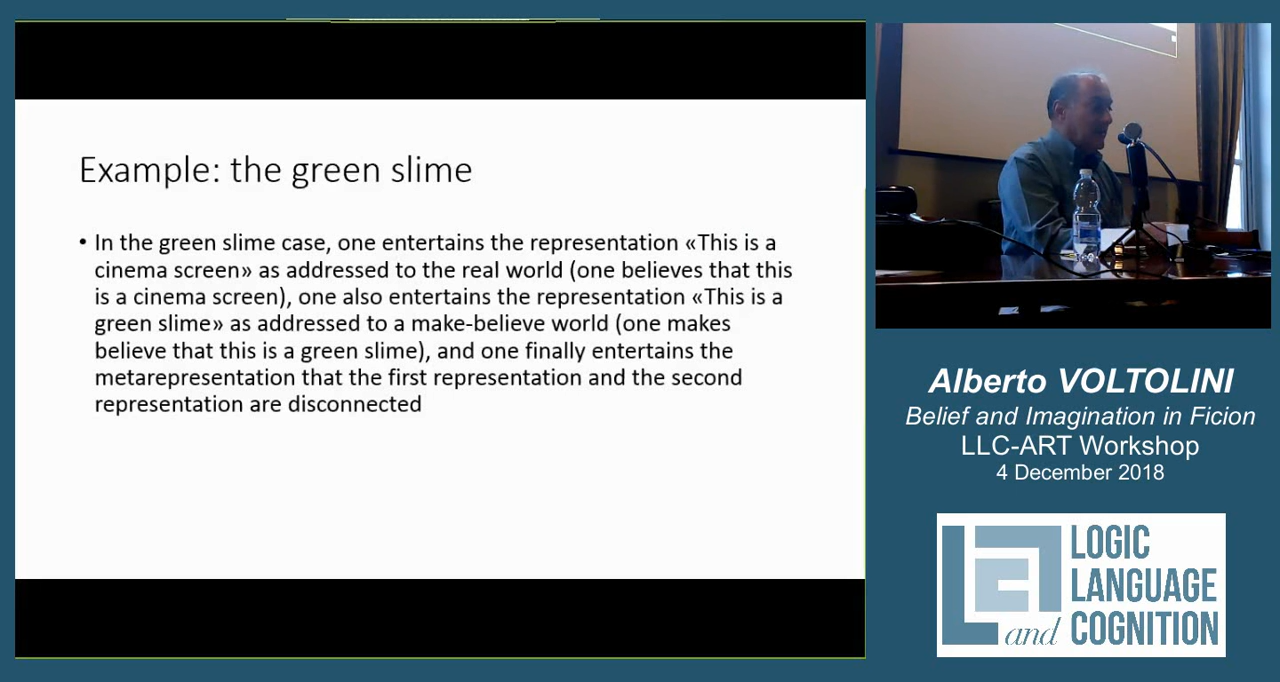 Example: the green slime
• In the green slime case, one entertains the representation «This is a
cinema screen» as addressed to the real world (one believes that this
is a cinema screen), one also entertains the representation «This is a
green slime» as addressed to a make-believe world (one makes
believe that this is a green slime), and one finally entertains the
metarepresentation that the first representation and the second
representation are disconnected
Alberto VOLTOLINI
Belief and Imagination in Ficion
LLC-ART Workshop
4 December 2018
LOGIC
LANGUAGE
and COGNITION